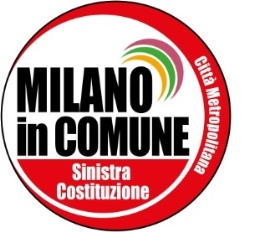 MILANO
in COMUNE
Sinistra
Costituzione
Città Metropolitana